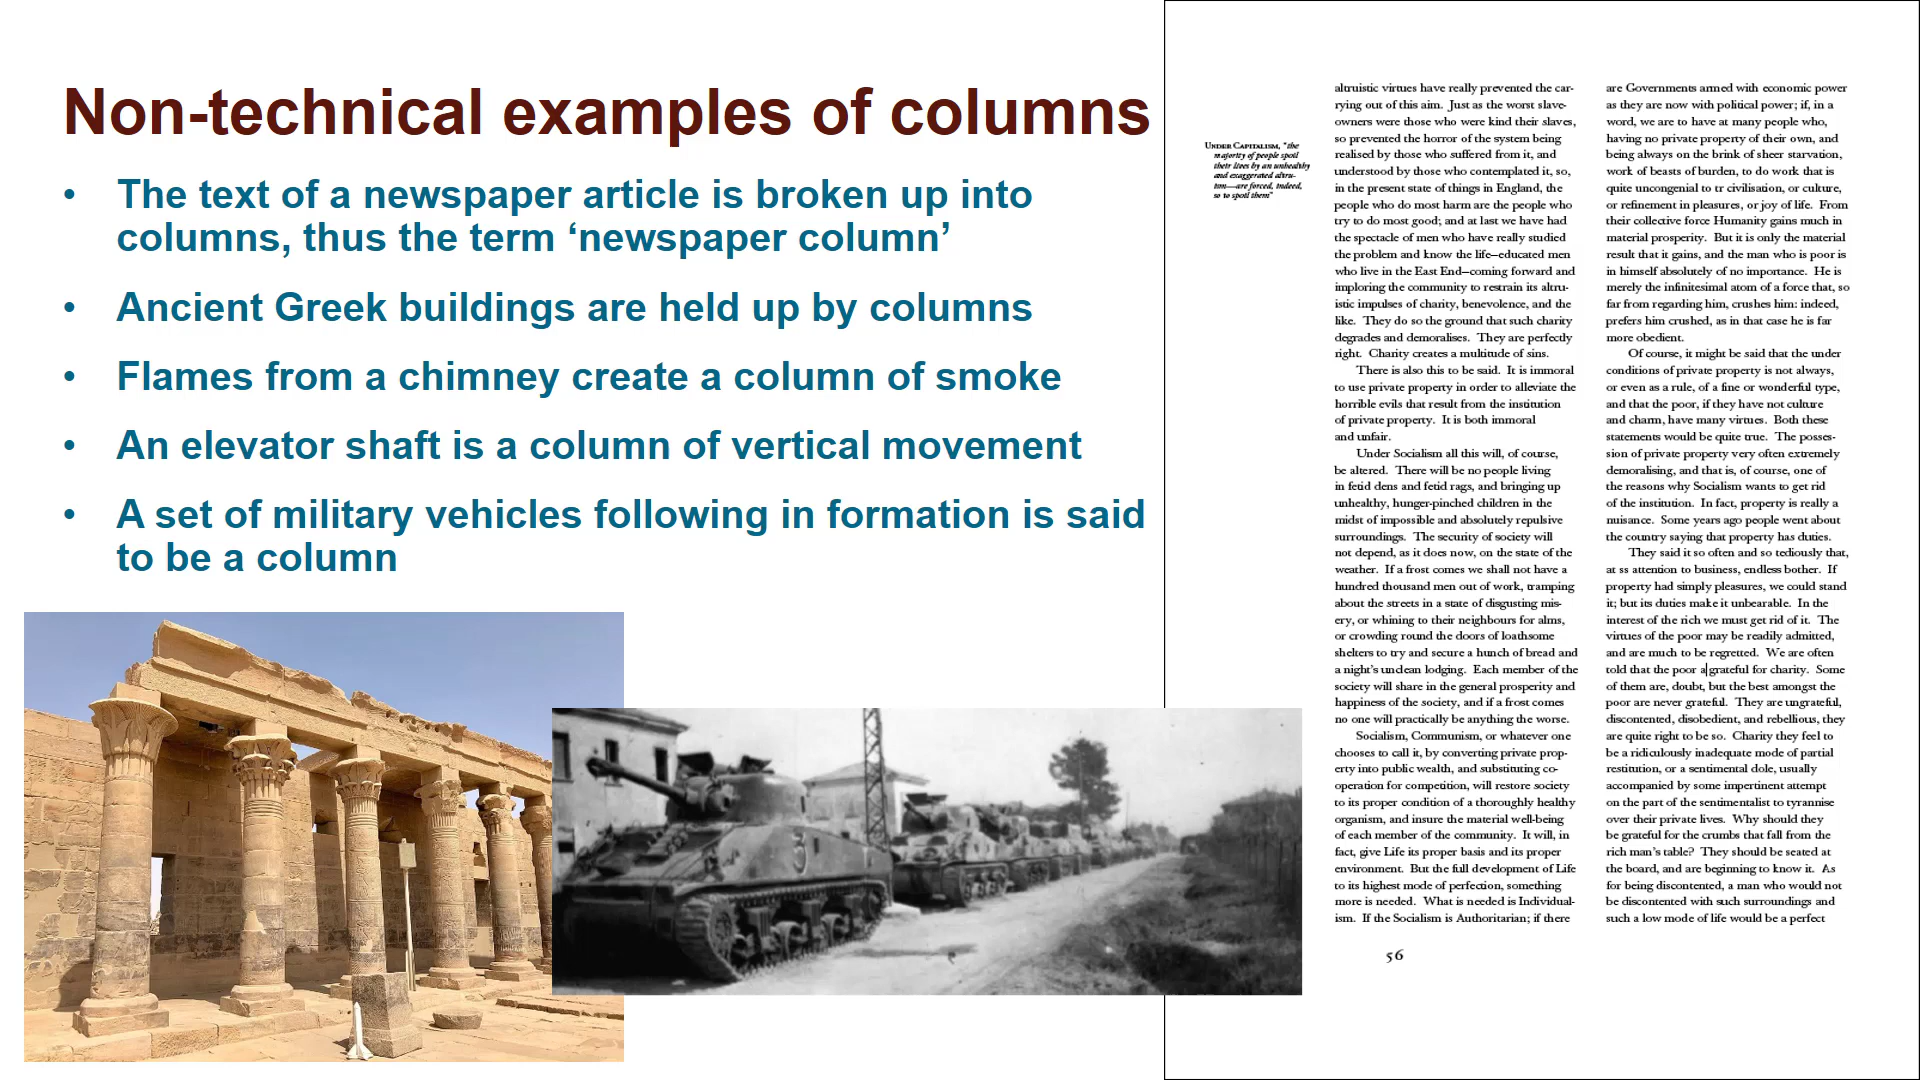 Non-technical examples of columns
• The text of a newspaper article is broken up into
columns, thus the term ‘newspaper column’
• Ancient Greek buildings are held up by columns
• Flames from a chimney create a column of smoke
• An elevator shaft is a column of vertical movement
• A set of military vehicles following in formation is said
to be a column
Under Capitalism, "the
majority of people spoil
their lives by an unhealthy
and exaggerated altru-
ism—are forced, indeed,
so to spoil them"
altruistic virtues have really prevented the car-
rying out of this aim. Just as the worst slave-
owners were those who were kind their slaves,
so prevented the horror of the system being
realised by those who suffered from it, and
understood by those who contemplated it, so,
in the present state of things in England, the
people who do most harm are the people who
try to do most good; and at last we have had
the spectacle of men who have really studied
the problem and know the life—educated men
who live in the East End—coming forward and
imploring the community to restrain its altru-
istic impulses of charity, benevolence, and the
like. They do so the ground that such charity
degrades and demoralises. They are perfectly
right. Charity creates a multitude of sins.
There is also this to be said. It is immoral
to use private property in order to alleviate the
horrible evils that result from the institution
of private property. It is both immoral
and unfair.
Under Socialism all this will, of course,
be altered. There will be no people living
in fetid dens and fetid rags, and bringing up
unhealthy, hunger-pinched children in the
midst of impossible and absolutely repulsive
surroundings. The security of society will
not depend, as it does now, on the state of the
weather. If a frost comes we shall not have a
hundred thousand men out of work, tramping
about the streets in a state of disgusting mis-
ery, or whining to their neighbours for alms,
or crowding round the doors of loathsome
shelters to try and secure a hunch of bread and
a night's unclean lodging. Each member of the
society will share in the general prosperity and
happiness of the society, and if a frost comes
no one will practically be anything the worse.
Socialism, Communism, or whatever one
chooses to call it, by converting private prop-
erty into public wealth, and substituting co-
operation for competition, will restore society
to its proper condition of a thoroughly healthy
organism, and insure the material well-being
of each member of the community. It will, in
fact, give Life its proper basis and its proper
environment. But the full development of Life
to its highest mode of perfection, something
more is needed. What is needed is Individual-
ism. If the Socialism is Authoritarian; if there
are Governments armed with economic power
as they are now with political power; if, in a
word, we are to have at many people who,
having no private property of their own, and
being always on the brink of sheer starvation,
work of beasts of burden, to do work that is
quite uncongenial to tr civilisation, or culture,
or refinement in pleasures, or joy of life. From
their collective force Humanity gains much in
material prosperity. But it is only the material
result that it gains, and the man who is poor is
in himself absolutely of no importance. He is
merely the infinitesimal atom of a force that, so
far from regarding him, crushes him: indeed,
prefers him crushed, as in that case he is far
more obedient.
Of course, it might be said that the under
conditions of private property is not always,
or even as a rule, of a fine or wonderful type,
and that the poor, if they have not culture
and charm, have many virtues. Both these
statements would be quite true. The posses-
sion of private property very often extremely
demoralising, and that is, of course, one of
the reasons why Socialism wants to get rid
of the institution. In fact, property is really a
nuisance. Some years ago people went about
the country saying that property has duties.
They said it so often and so tediously that,
at ss attention to business, endless bother. If
property had simply pleasures, we could stand
it; but its duties make it unbearable. In the
interest of the rich we must get rid of it. The
virtues of the poor may be readily admitted,
and are much to be regretted. We are often
told that the poor a grateful for charity. Some
of them are, doubt, but the best amongst the
poor are never grateful. They are ungrateful,
discontented, disobedient, and rebellious, they
are quite right to be so. Charity they feel to
be a ridiculously inadequate mode of partial
restitution, or a sentimental dole, usually
accompanied by some impertinent attempt
on the part of the sentimentalist to tyrannise
over their private lives. Why should they
be grateful for the crumbs that fall from the
rich man's table? They should be seated at
the board, and are beginning to know it. As
for being discontented, a man who would not
be discontented with such surroundings and
such a low mode of life would be a perfect
56